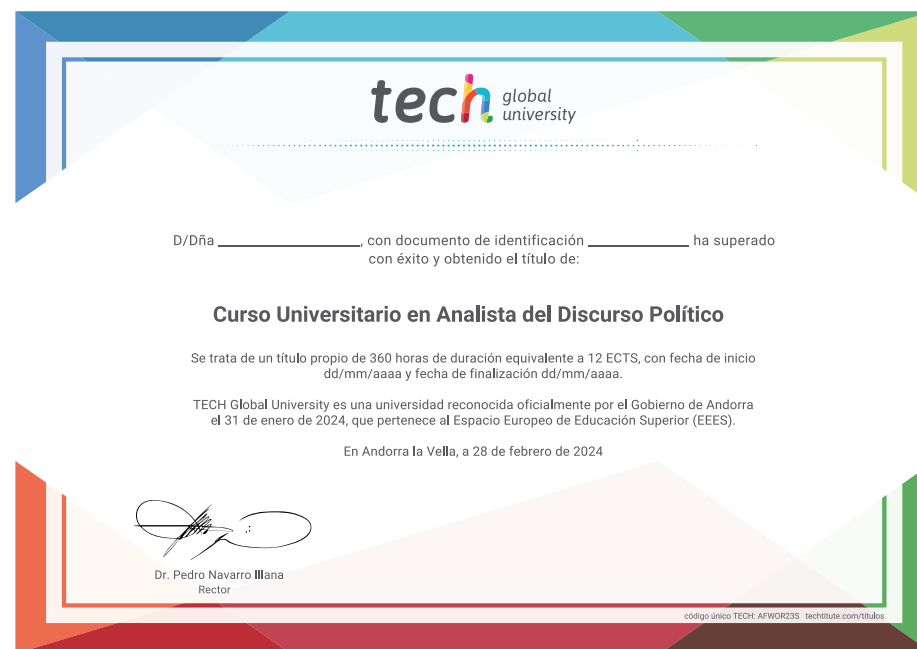 tech global
university
D/Dña ____________________, con documento de identificación ______________ ha superado
con éxito y obtenido el título de:
Curso Universitario en Analista del Discurso Político
Se trata de un título propio de 360 horas de duración equivalente a 12 ECTS, con fecha de inicio
dd/mm/aaaa y fecha de finalización dd/mm/aaaa.
TECH Global University es una universidad reconocida oficialmente por el Gobierno de Andorra
el 31 de enero de 2024, que pertenece al Espacio Europeo de Educación Superior (EEES).
En Andorra la Vella, a 28 de febrero de 2024
Dr. Pedro Navarro Illana
Rector
código único TECH: AFWOR23S techtitute.com/titulos